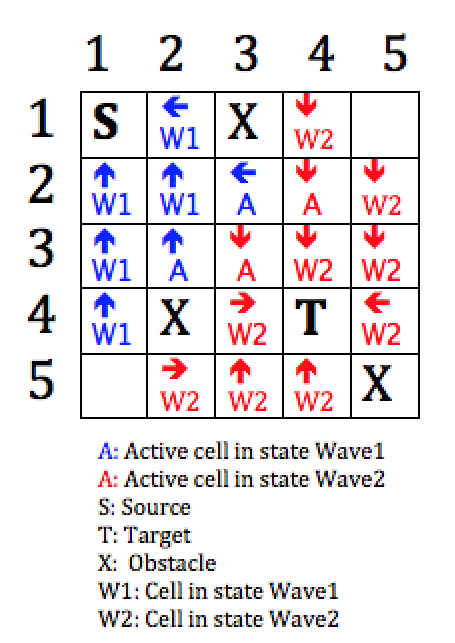 1 2 3 4 5
1 S W1 X W2
2 W1 W1 A A W2
3 W1 A A W2 W2
4 W1 X W2 T W2
5 W2 W2 W2 X
A: Active cell in state Wave1
A: Active cell in state Wave2
S: Source
T: Target
X: Obstacle
W1: Cell in state Wave1
W2: Cell in state Wave2